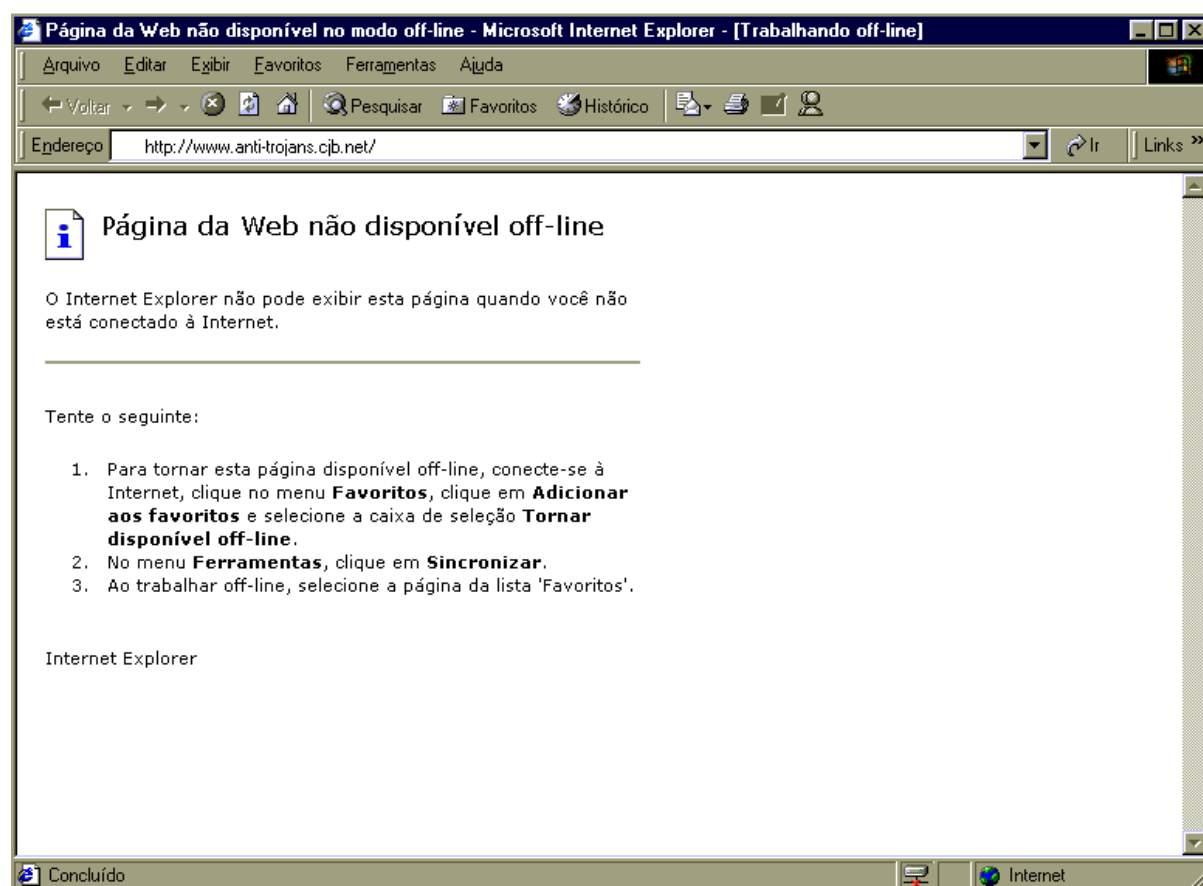 Página da Web não disponível no modo off-line - Microsoft Internet Explorer - [Trabalhando off-line]
Arquivo Editar Exibir Favoritos Ferramentas Ajuda
Voltar Pesquisar Favoritos Histórico
Endereço http://www.anti-trojans.cjb.net/ Ir Links »
Página da Web não disponível off-line
O Internet Explorer não pode exibir esta página quando você não
está conectado à Internet.
Tente o seguinte:
1. Para tornar esta página disponível off-line, conecte-se à
Internet, clique no menu Favoritos, clique em Adicionar
aos favoritos e selecione a caixa de seleção Tornar
disponível off-line.
2. No menu Ferramentas, clique em Sincronizar.
3. Ao trabalhar off-line, selecione a página da lista 'Favoritos'.
Internet Explorer
Concluído Internet